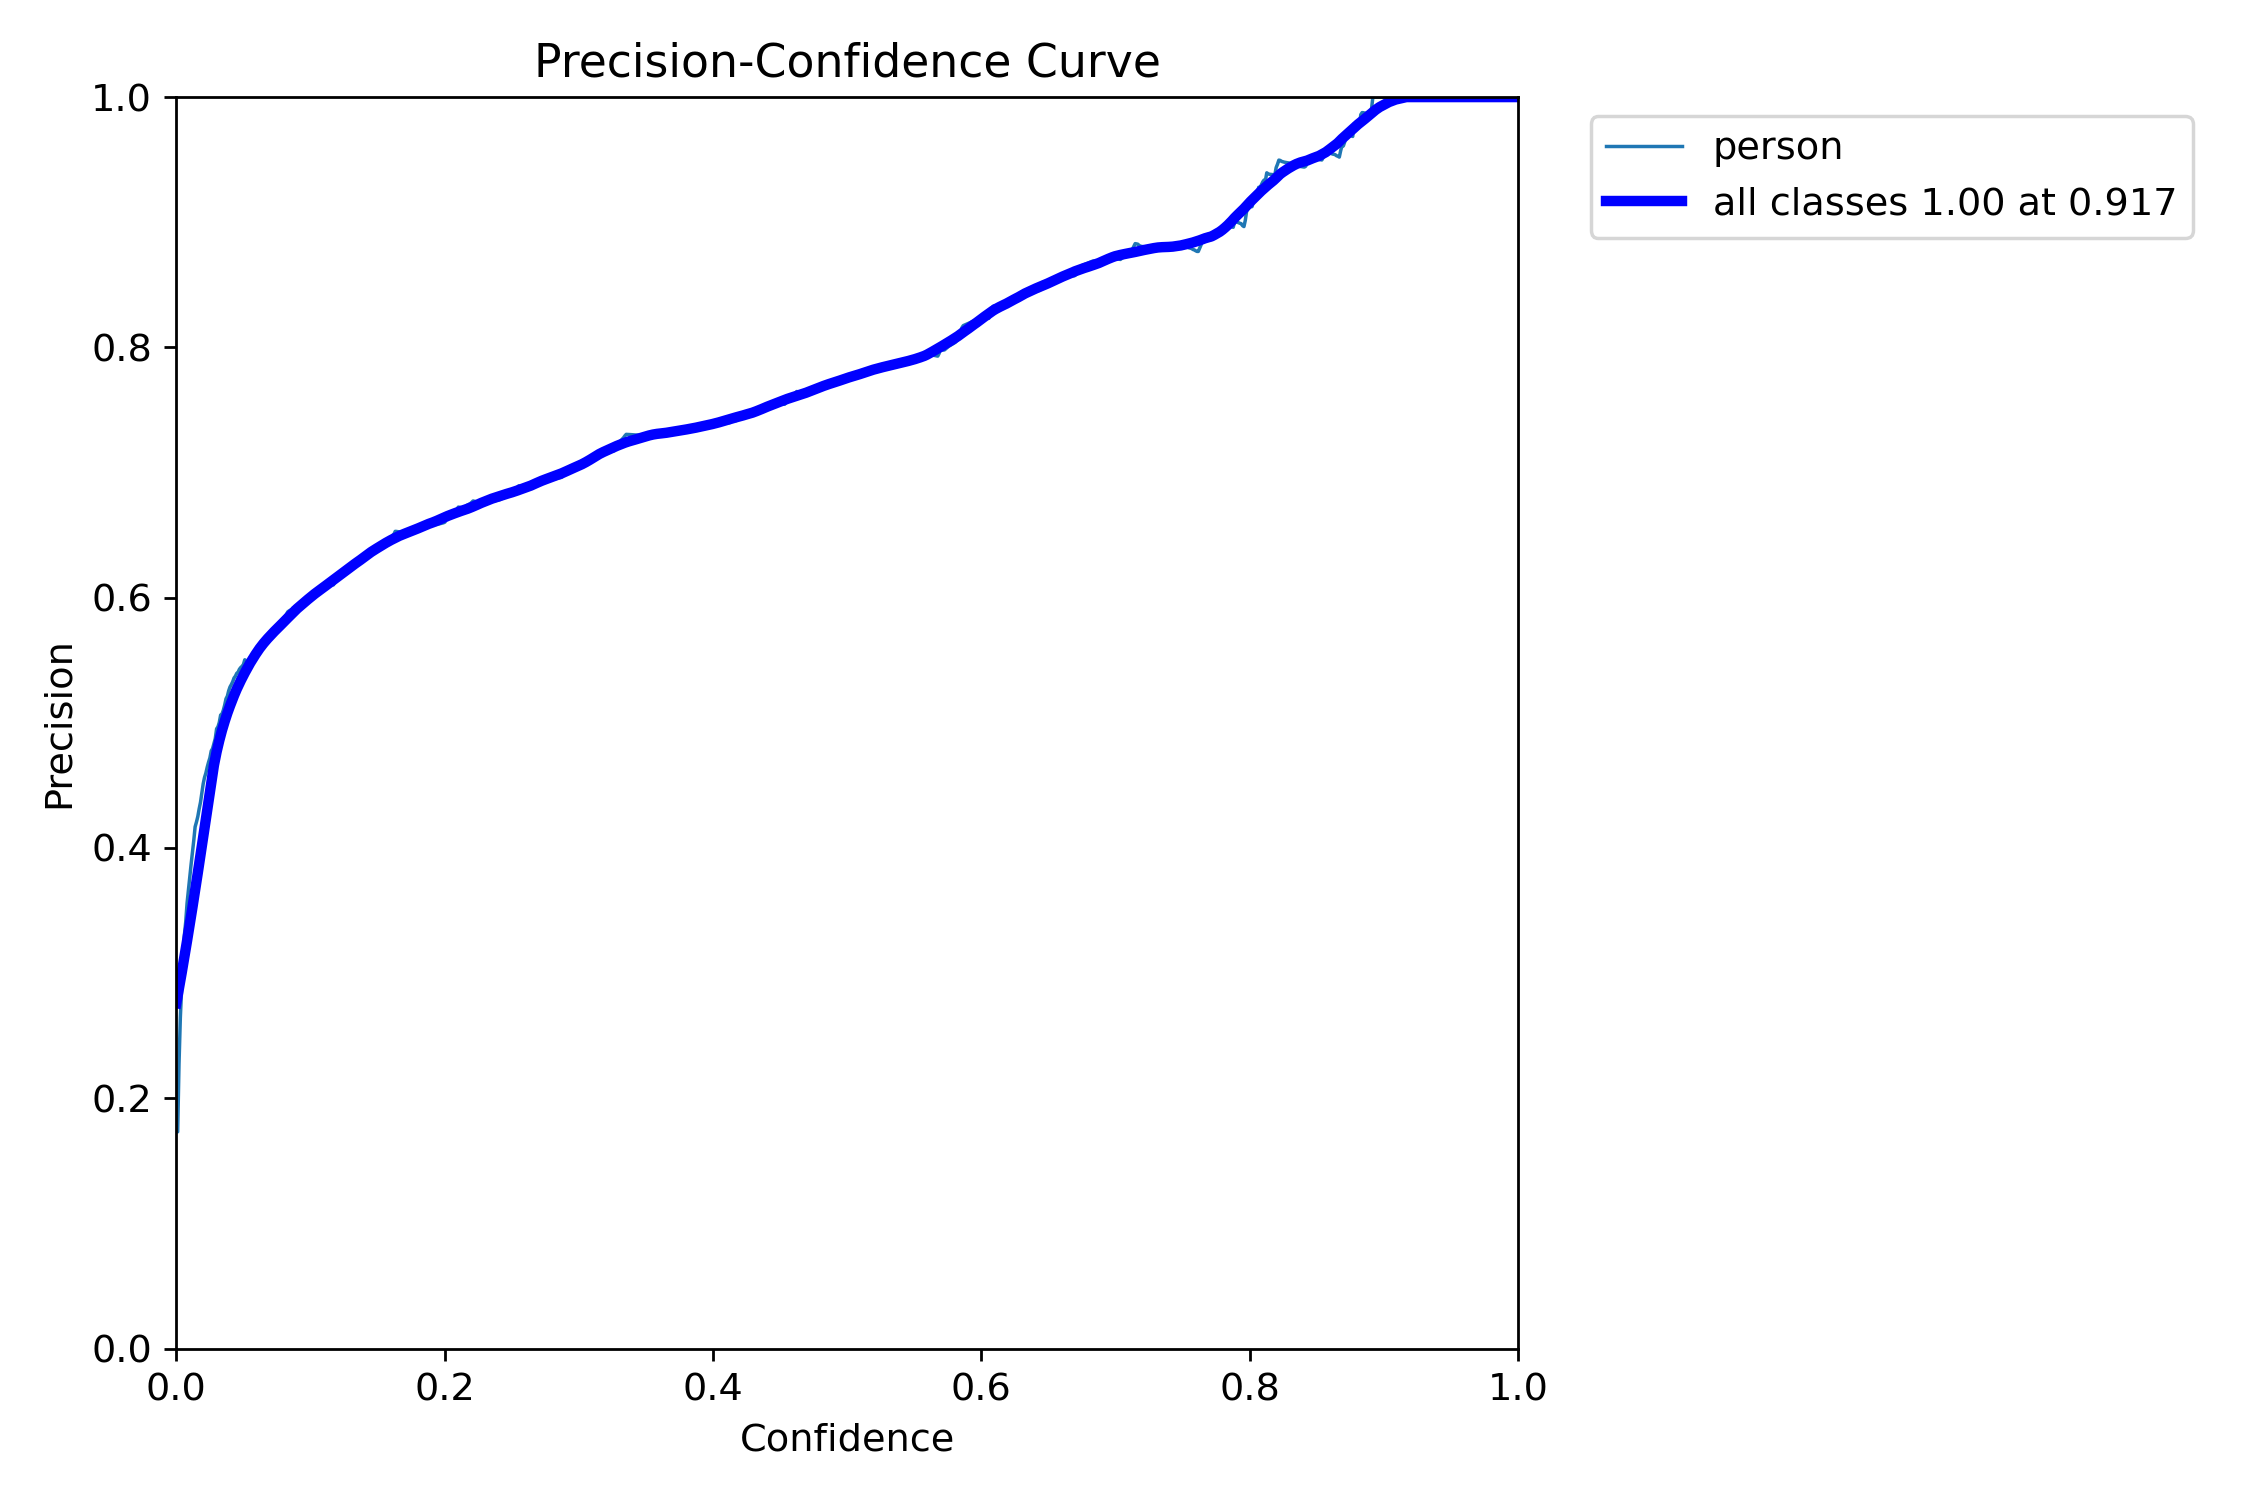 Precision-Confidence Curve
1.0
0.8
0.6
0.4
0.2
0.0
Precision
0.0 0.2 0.4 0.6 0.8 1.0
Confidence
person
all classes 1.00 at 0.917